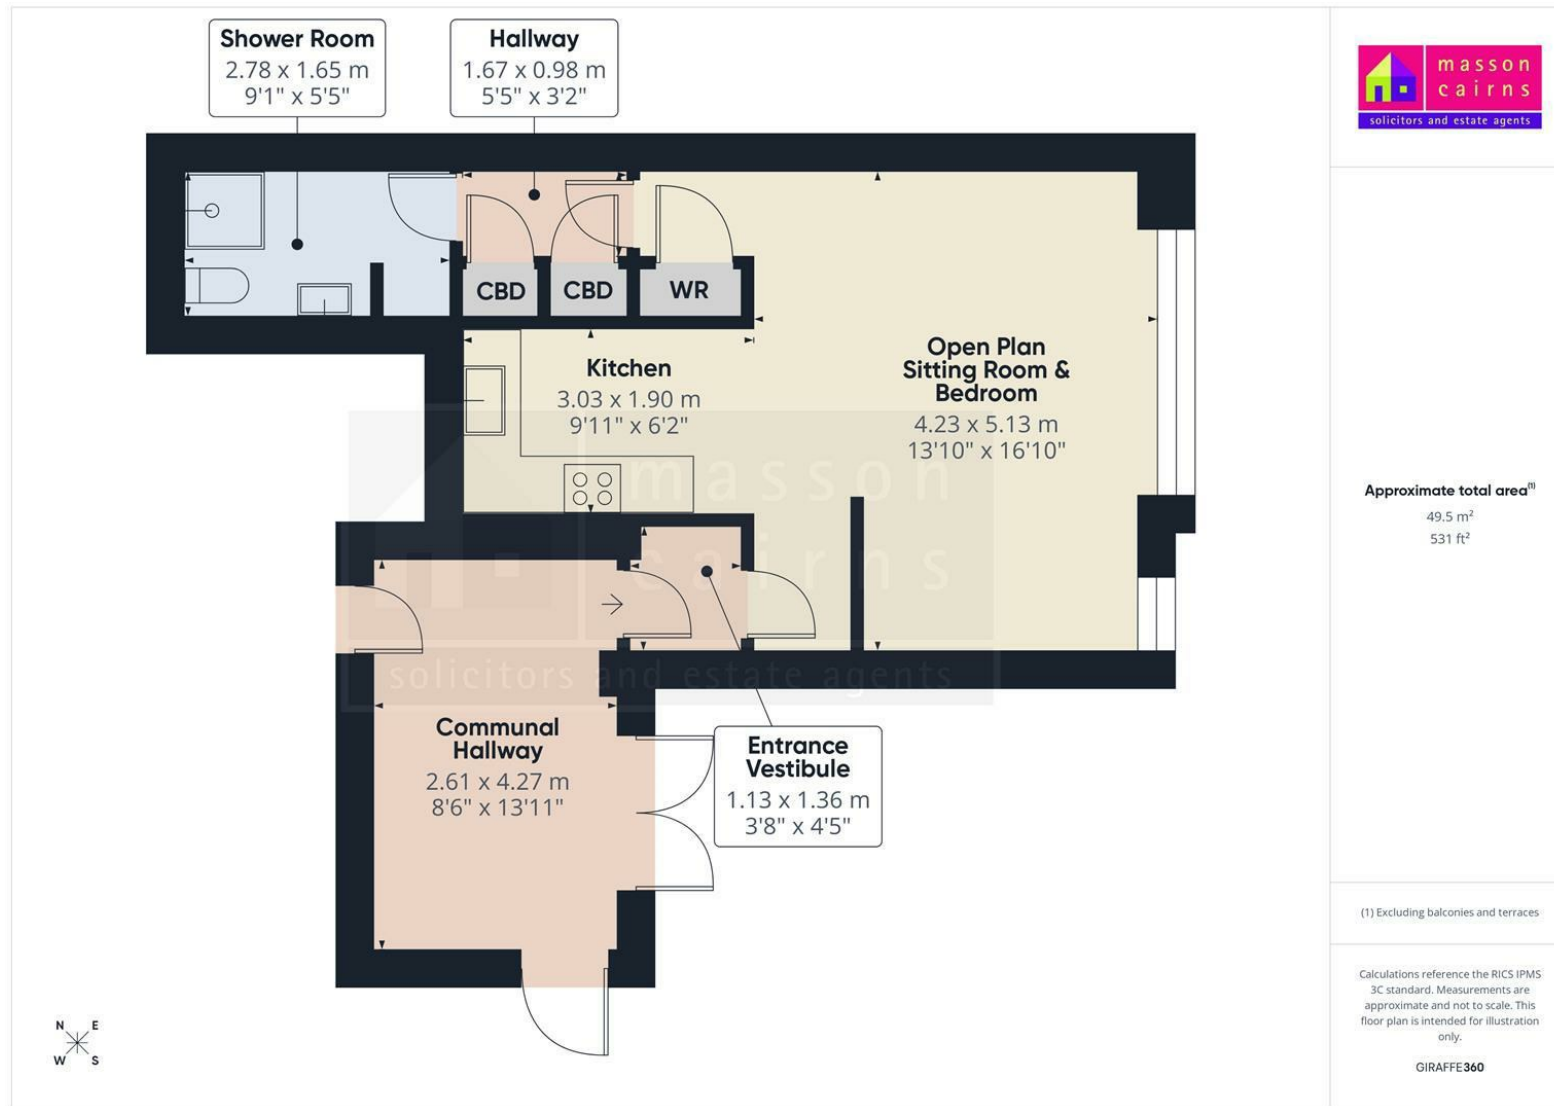 Shower Room
2.78 x 1.65 m
9'1" x 5'5"
Hallway
1.67 x 0.98 m
5'5" x 3'2"
masson
cairns
solicitors and estate agents
CBD
CBD
WR
Kitchen
3.03 x 1.90 m
9'11" x 6'2"
Open Plan
Sitting Room &
Bedroom
4.23 x 5.13 m
13'10" x 16'10"
masson
cairns
solicitors and estate agents
Communal
Hallway
2.61 x 4.27 m
8'6" x 13'11"
Entrance
Vestibule
1.13 x 1.36 m
3'8" x 4'5"
Approximate total area(1)
49.5 m²
531 ft²
(1) Excluding balconies and terraces
Calculations reference the RICS IPMS
3C standard. Measurements are
approximate and not to scale. This
floor plan is intended for illustration
only.
GIRAFFE360
N E
W S